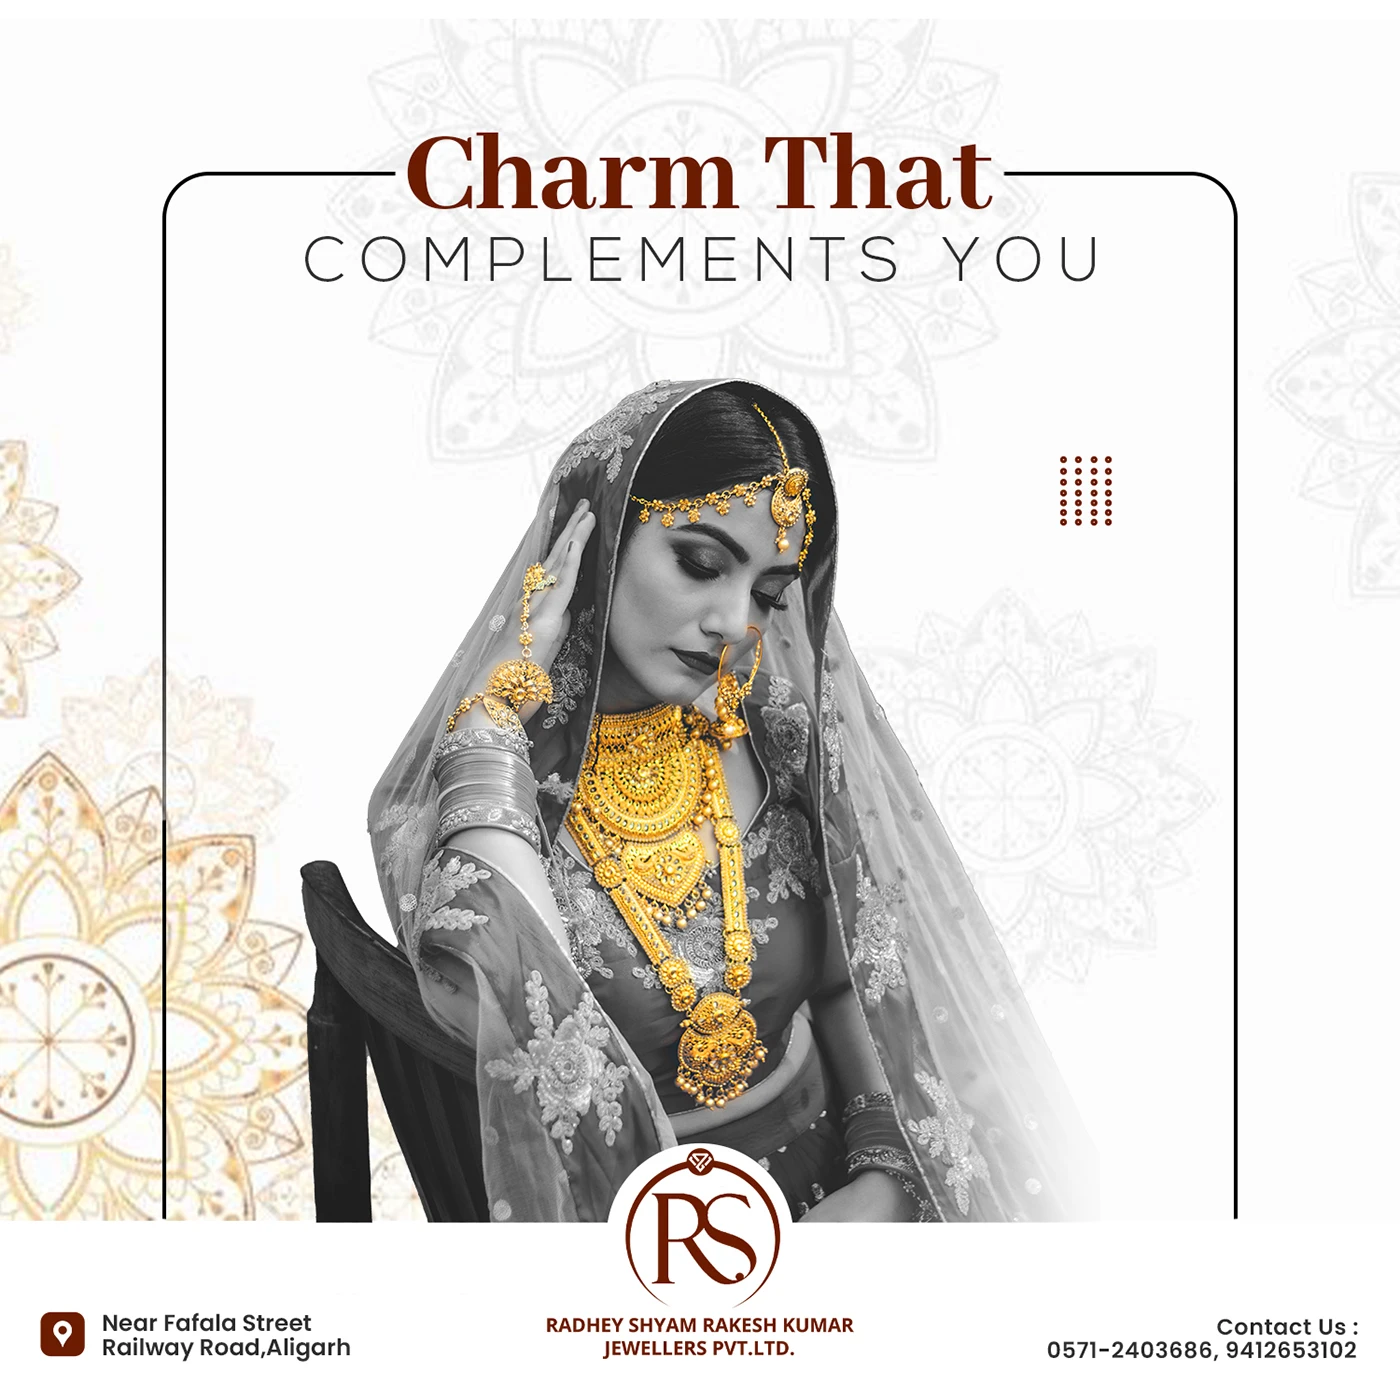 Charm That
COMPLEMENTS YOU
RS
RADHEY SHYAM RAKESH KUMAR
JEWELLERS PVT.LTD.
Near Fafala Street
Railway Road,Aligarh
Contact Us :
0571-2403686, 9412653102